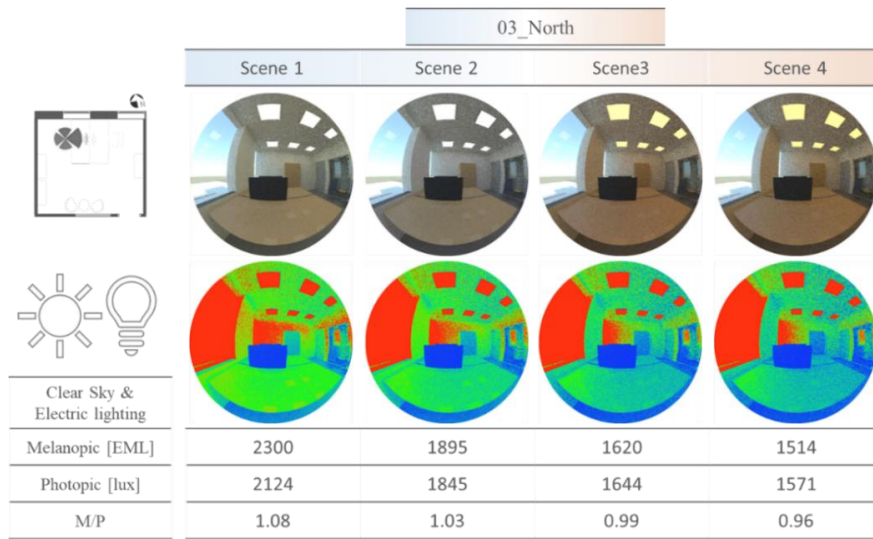 03_North
Scene 1 Scene 2 Scene3 Scene 4
Clear Sky &
Electric lighting
Melanopic [EML] 2300 1895 1620 1514
Photopic [lux] 2124 1845 1644 1571
M/P 1.08 1.03 0.99 0.96